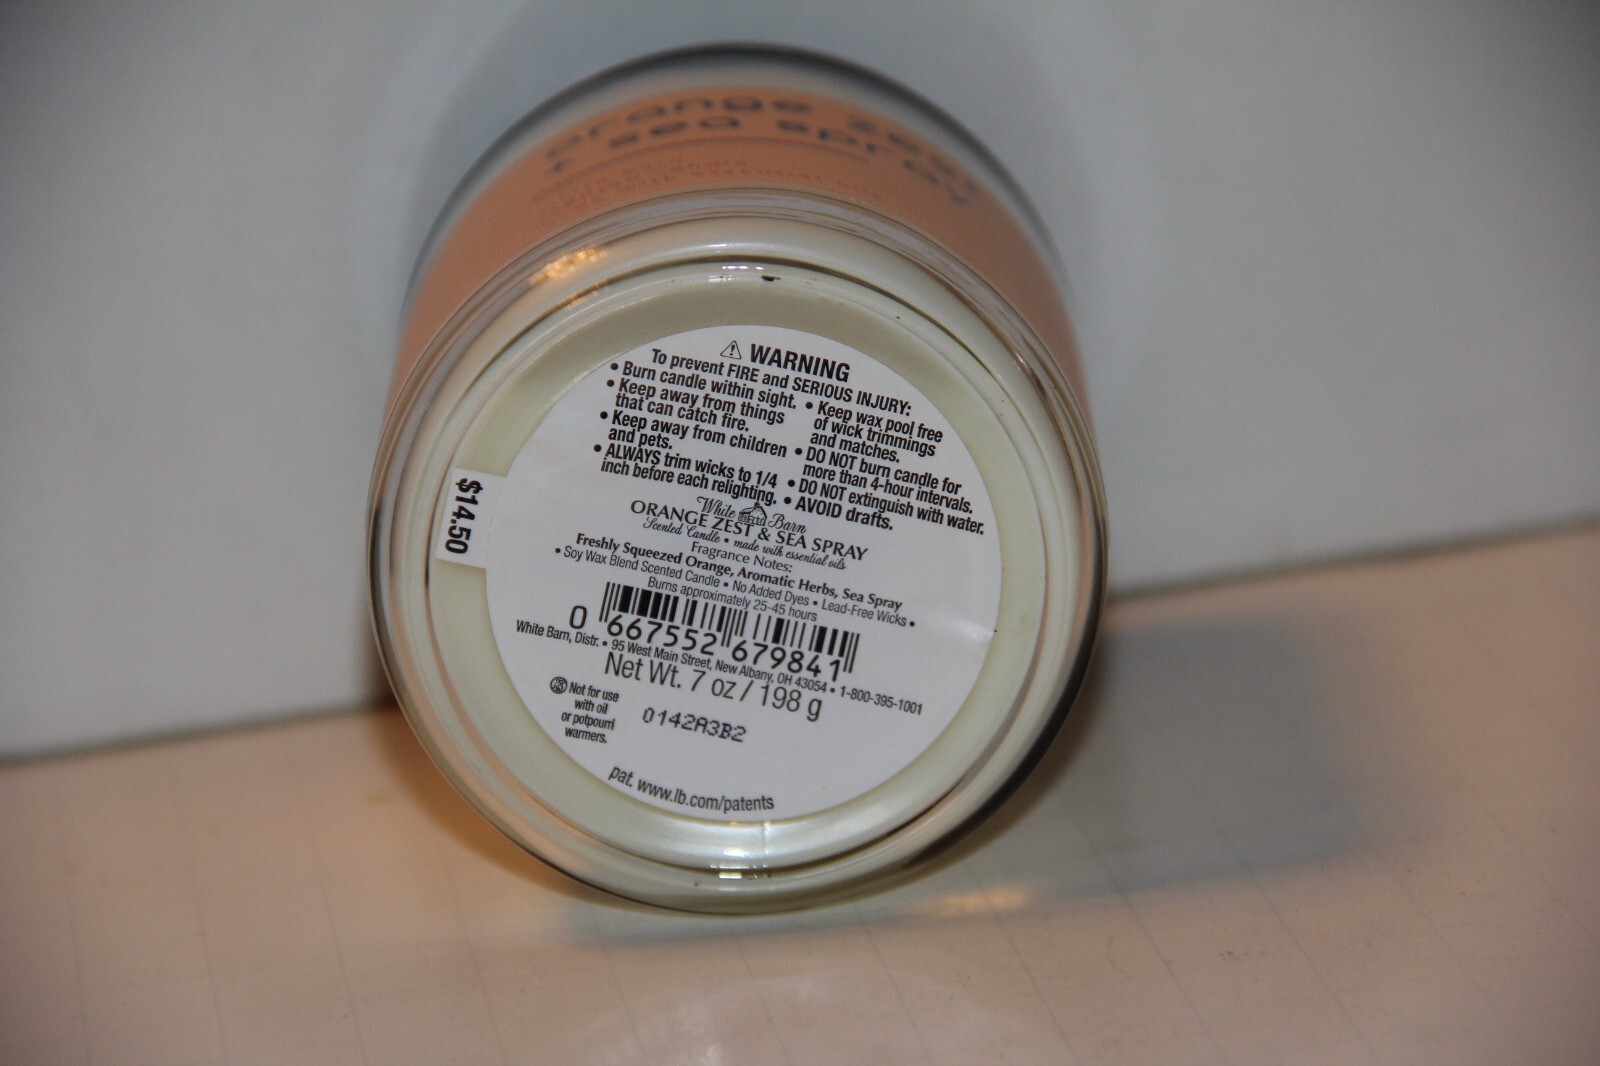 orange zest
+ sea spray
WARNING
To prevent FIRE and SERIOUS INJURY:
• Burn candle within sight.
• Keep away from things
that can catch fire.
• Keep away from children
and pets.
• ALWAYS trim wicks to 1/4
inch before each relighting.
• Keep wax pool free
of wick trimmings
and matches.
• DO NOT burn candle for
more than 4-hour intervals.
• DO NOT extinguish with water.
• AVOID drafts.
White Barn
ORANGE ZEST & SEA SPRAY
Scented Candle • made with essential oils
Fragrance Notes:
Freshly Squeezed Orange, Aromatic Herbs, Sea Spray
• Soy Wax Blend Scented Candle • No Added Dyes • Lead-Free Wicks •
Burns approximately 25-45 hours
0 667552 679841
White Barn, Distr. • 95 West Main Street, New Albany, OH 43054 • 1-800-395-1001
Net Wt. 7 oz / 198 g
Not for use
with oil
or potpourri
warmers.
0142A3B2
pat. www.lb.com/patents
$14.50